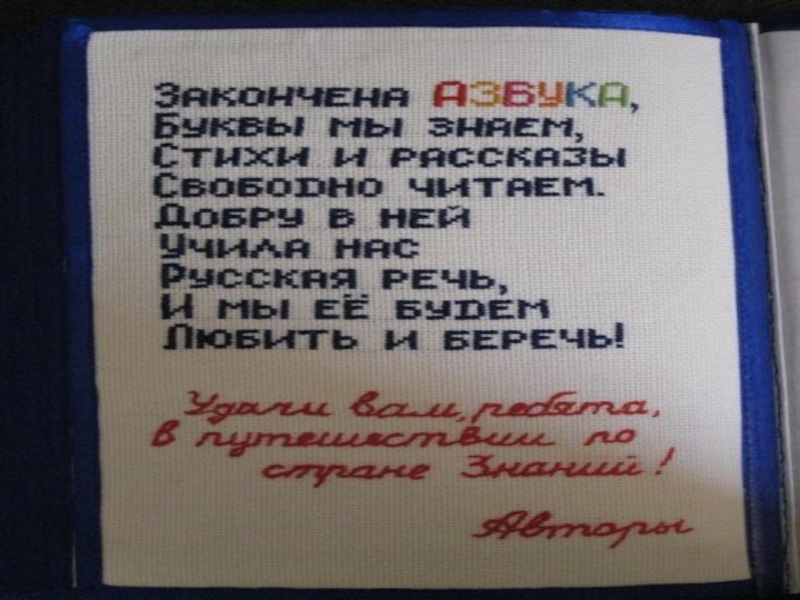 Закончена АЗБУКА,
Буквы мы знаем,
Стихи и рассказы
Свободно читаем.
Добру в ней
Учила нас
Русская речь,
И мы её будем
Любить и беречь!
Удачи вам, ребята,
в путешествии по
стране Знаний!
Авторы